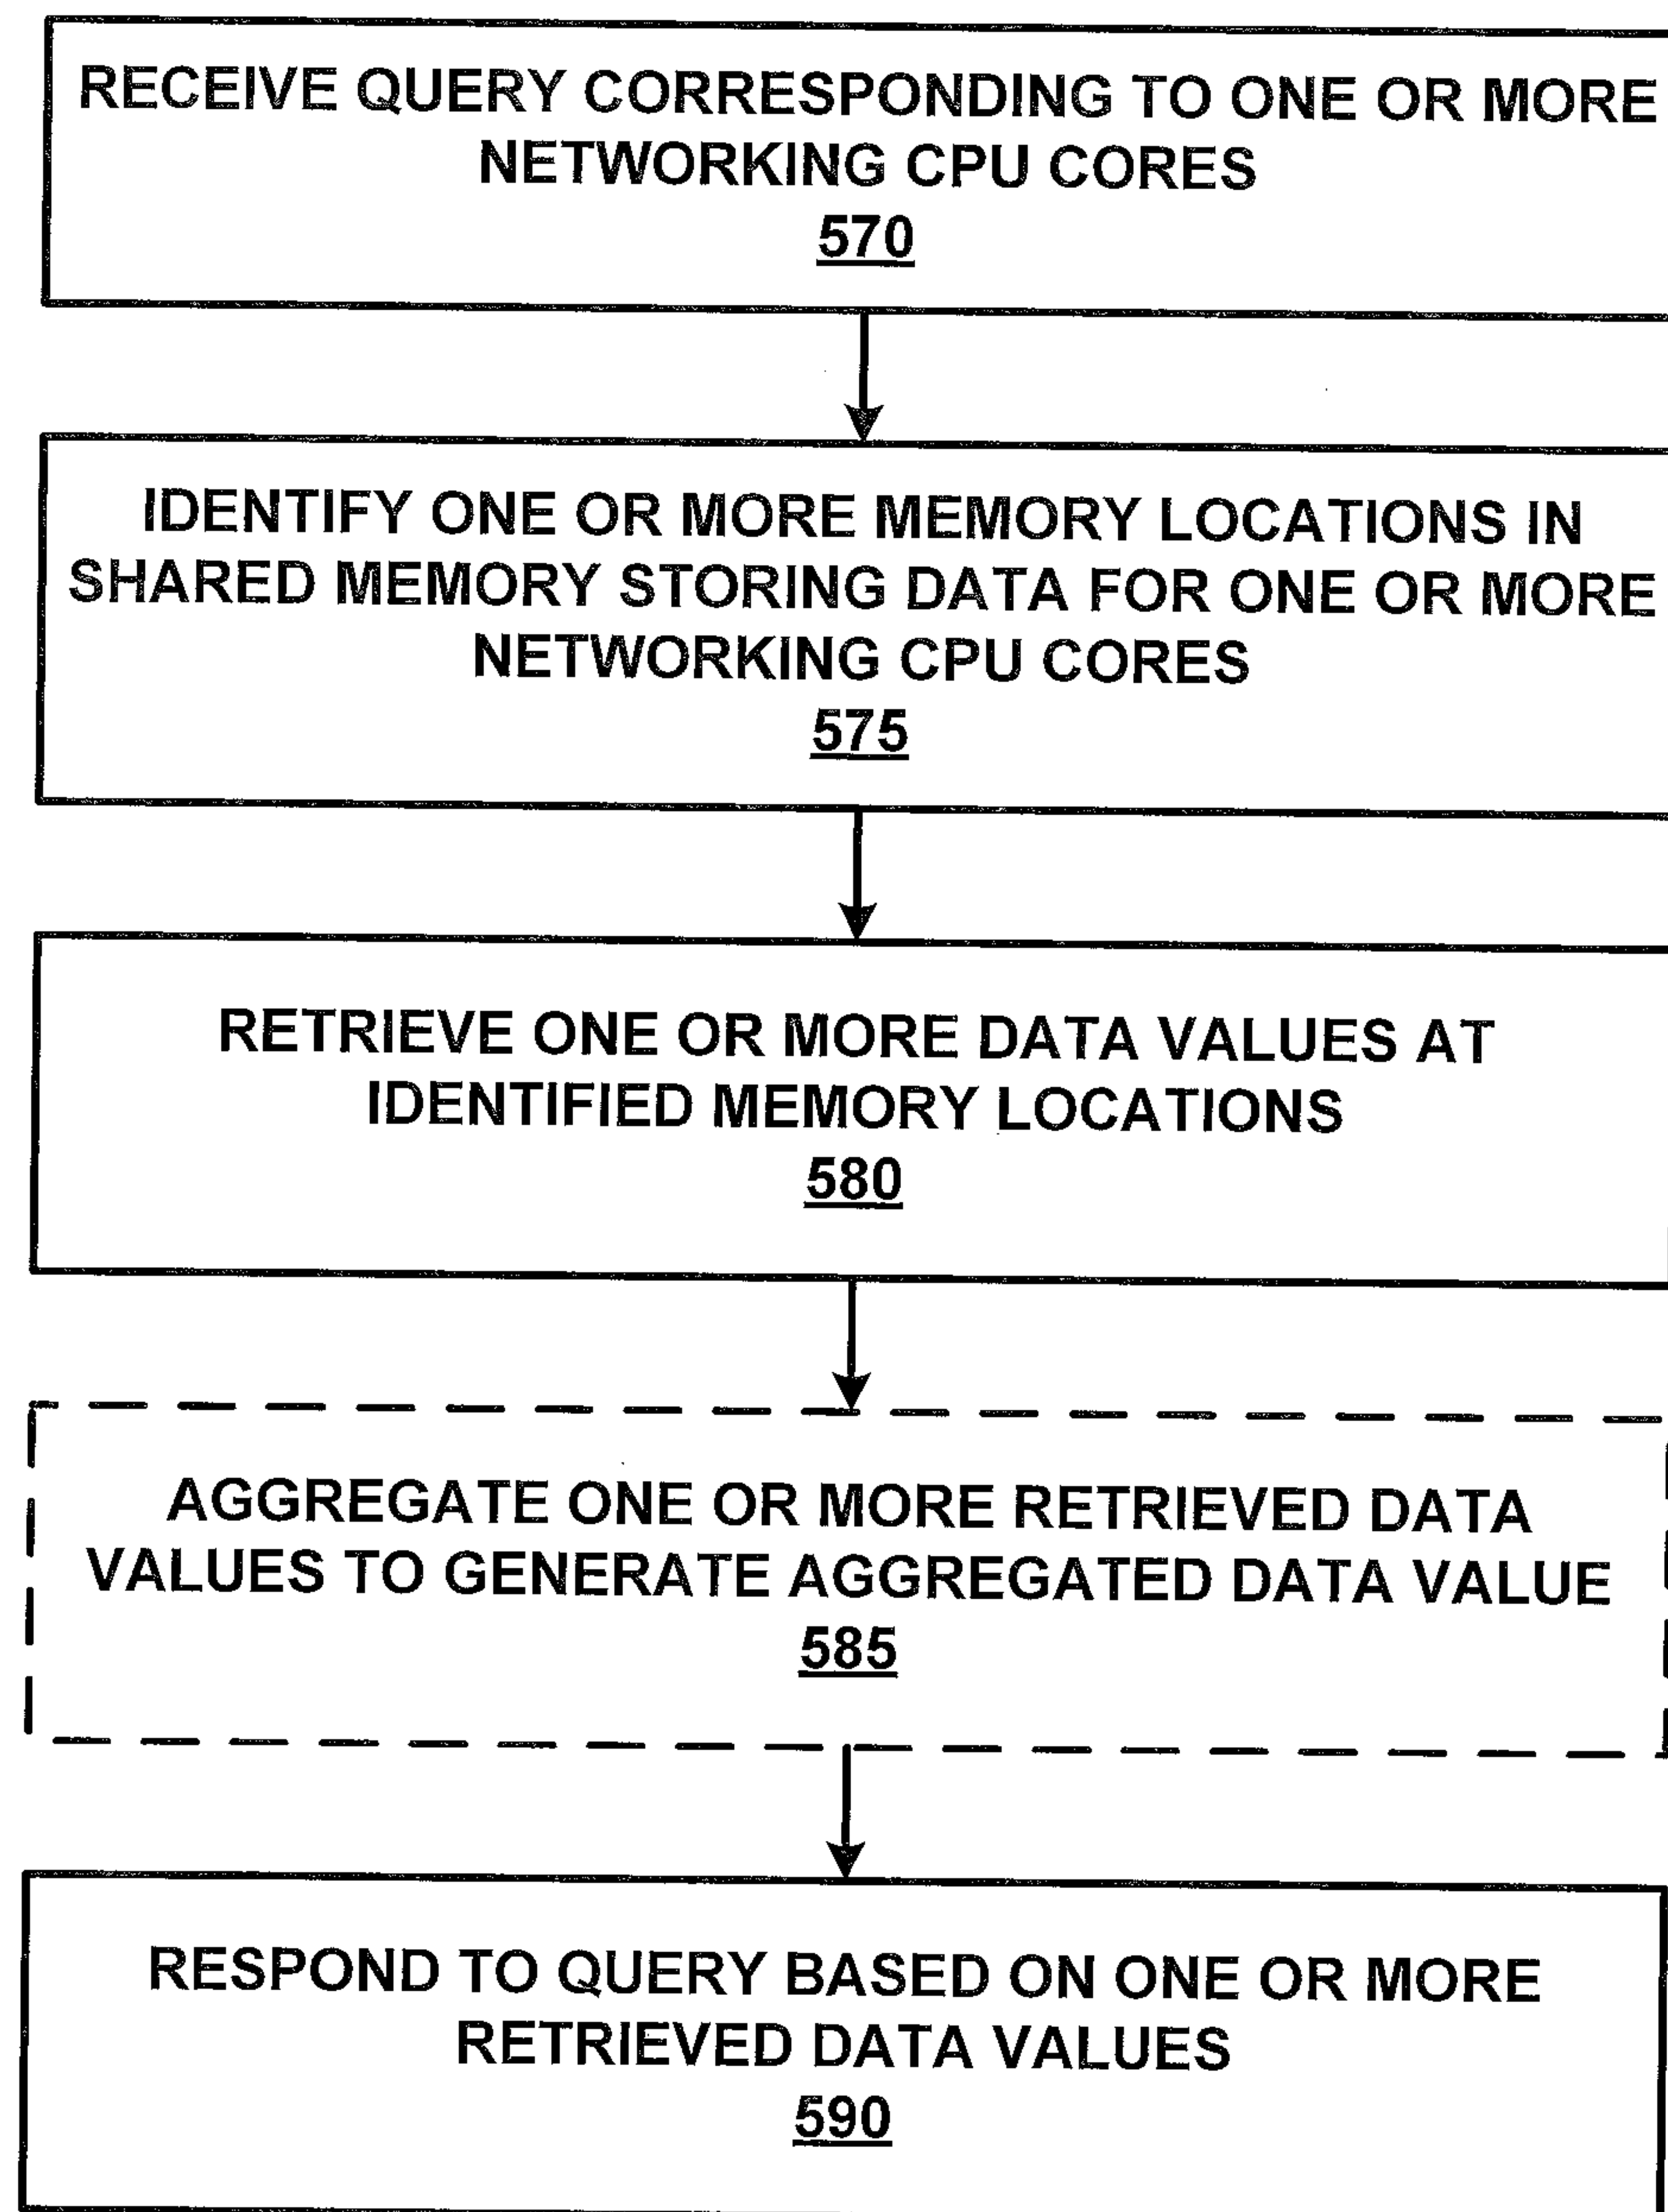 RECEIVE QUERY CORRESPONDING TO ONE OR MORE
NETWORKING CPU CORES
570
IDENTIFY ONE OR MORE MEMORY LOCATIONS IN
SHARED MEMORY STORING DATA FOR ONE OR MORE
NETWORKING CPU CORES
575
RETRIEVE ONE OR MORE DATA VALUES AT
IDENTIFIED MEMORY LOCATIONS
580
AGGREGATE ONE OR MORE RETRIEVED DATA
VALUES TO GENERATE AGGREGATED DATA VALUE
585
RESPOND TO QUERY BASED ON ONE OR MORE
RETRIEVED DATA VALUES
590